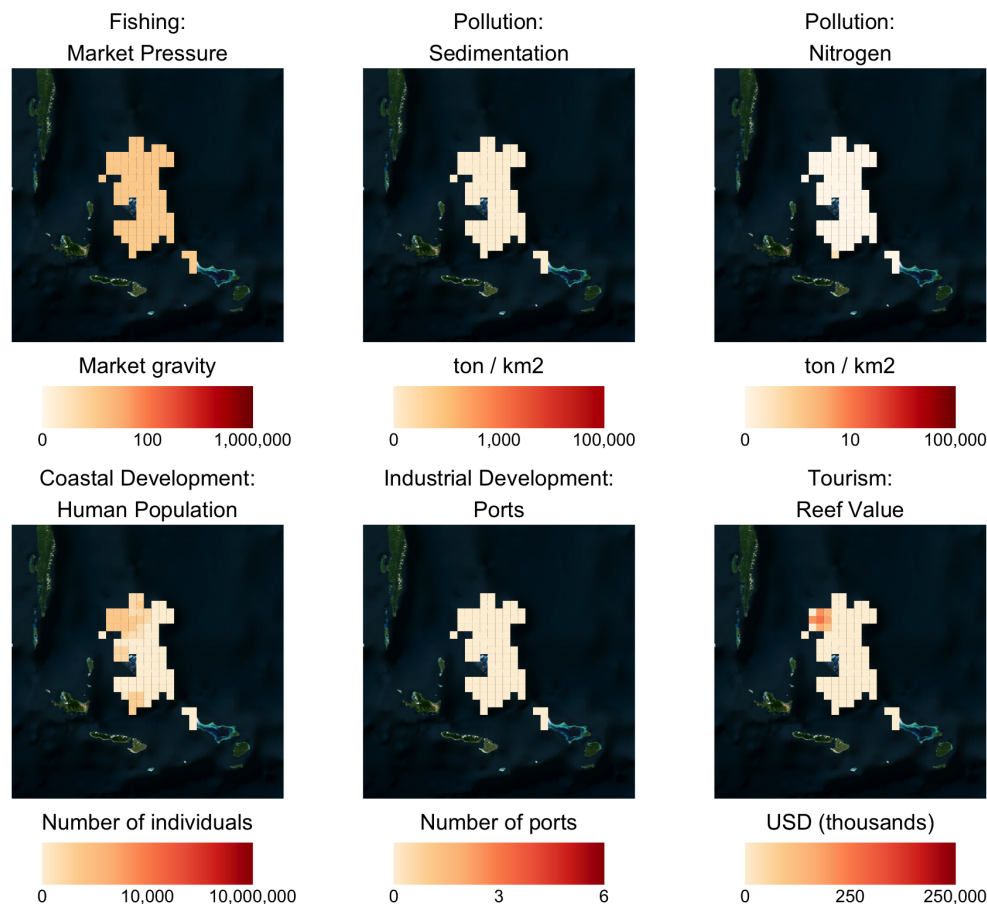 Fishing:
Market Pressure
Pollution:
Sedimentation
Pollution:
Nitrogen
Market gravity
0 100 1,000,000
ton / km2
0 1,000 100,000
ton / km2
0 10 100,000
Coastal Development:
Human Population
Industrial Development:
Ports
Tourism:
Reef Value
Number of individuals
0 10,000 10,000,000
Number of ports
0 3 6
USD (thousands)
0 250 250,000